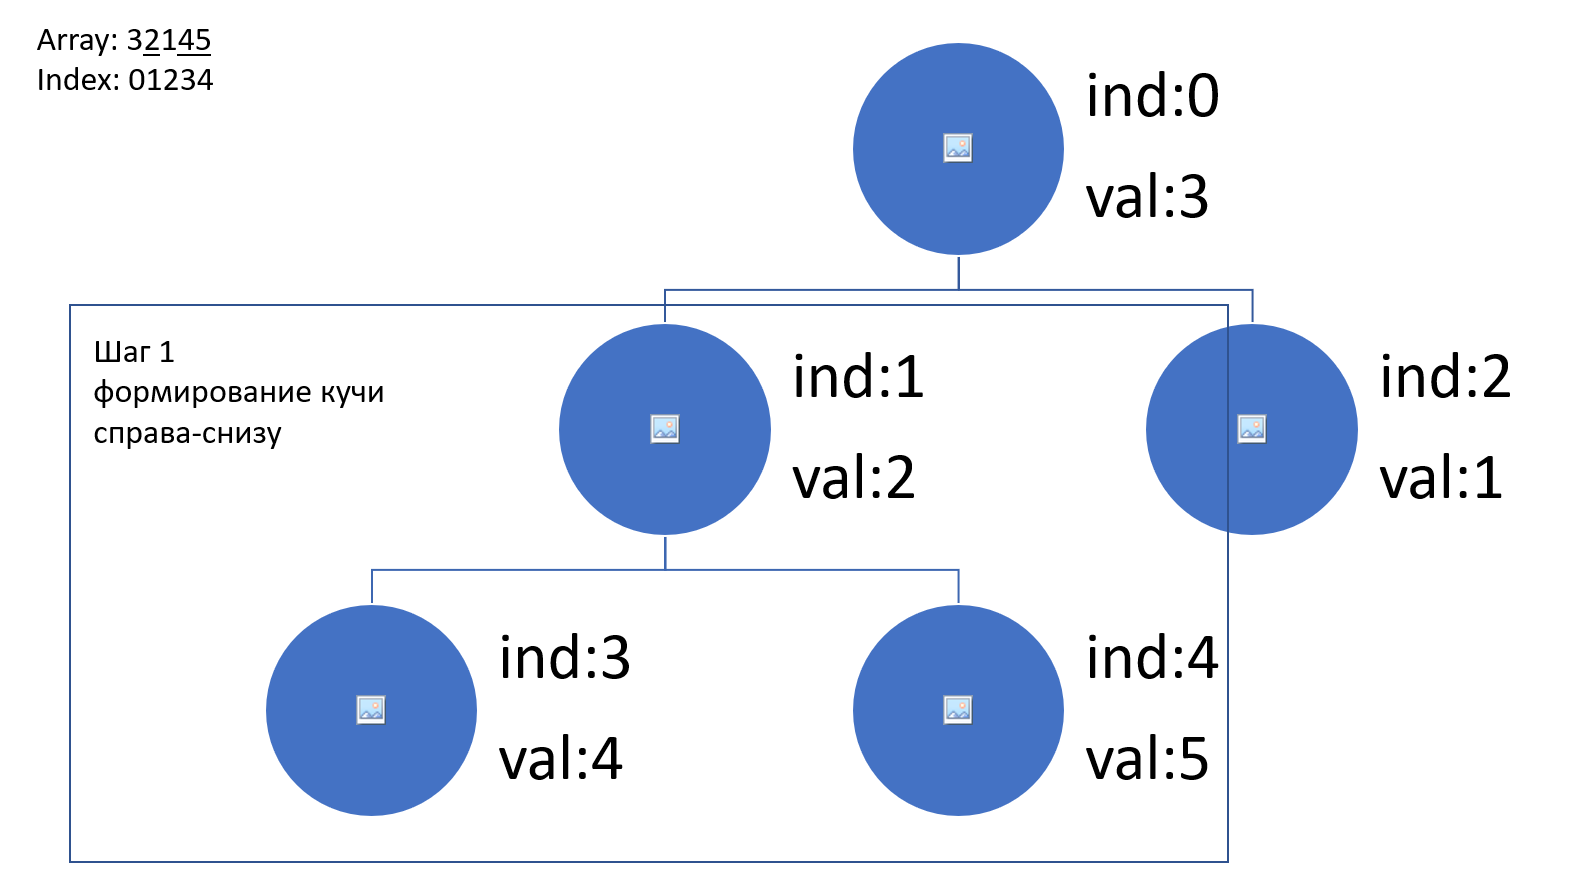 Array: 32145
Index: 01234
ind:0
val:3
Шаг 1
формирование кучи
справа-снизу
ind:1
val:2
ind:2
val:1
ind:3
val:4
ind:4
val:5